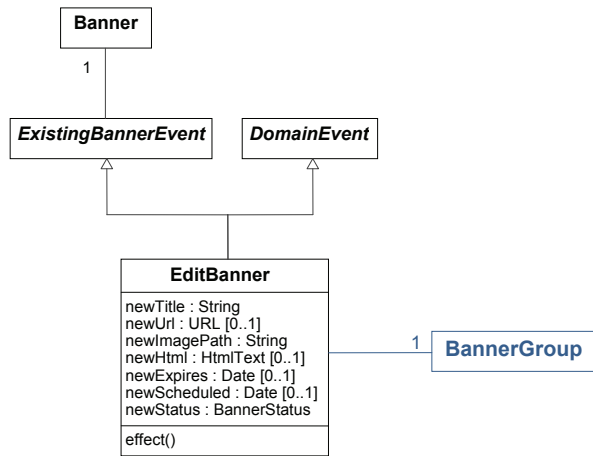 Banner
1
ExistingBannerEvent
DomainEvent
EditBanner
newTitle : String
newUrl : URL [0..1]
newImagePath : String
newHtml : HtmlText [0..1]
newExpires : Date [0..1]
newScheduled : Date [0..1]
newStatus : BannerStatus
effect()
1
BannerGroup